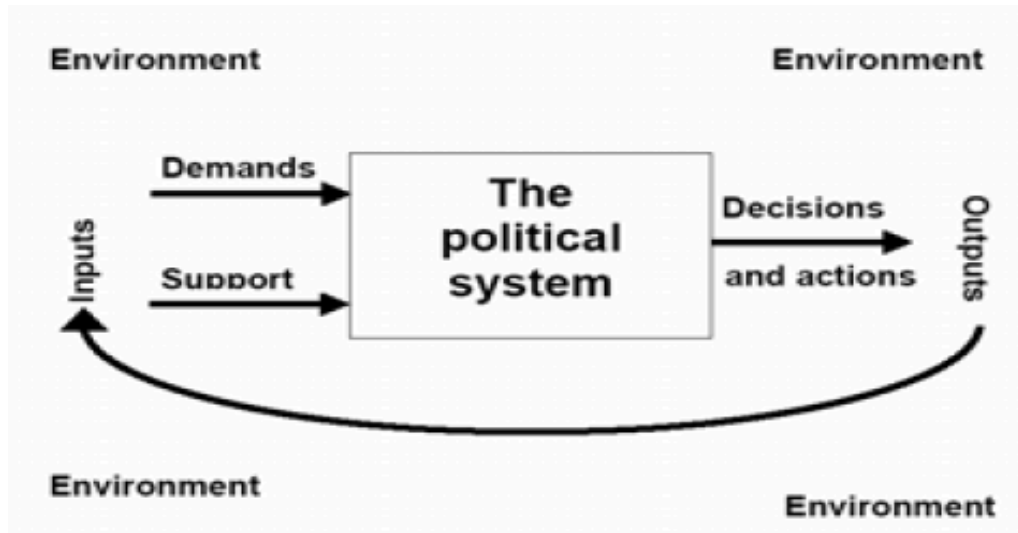 Environment
Environment
Demands
The
political
system
Decisions
Inputs
Outputs
Support
and actions
Environment
Environment